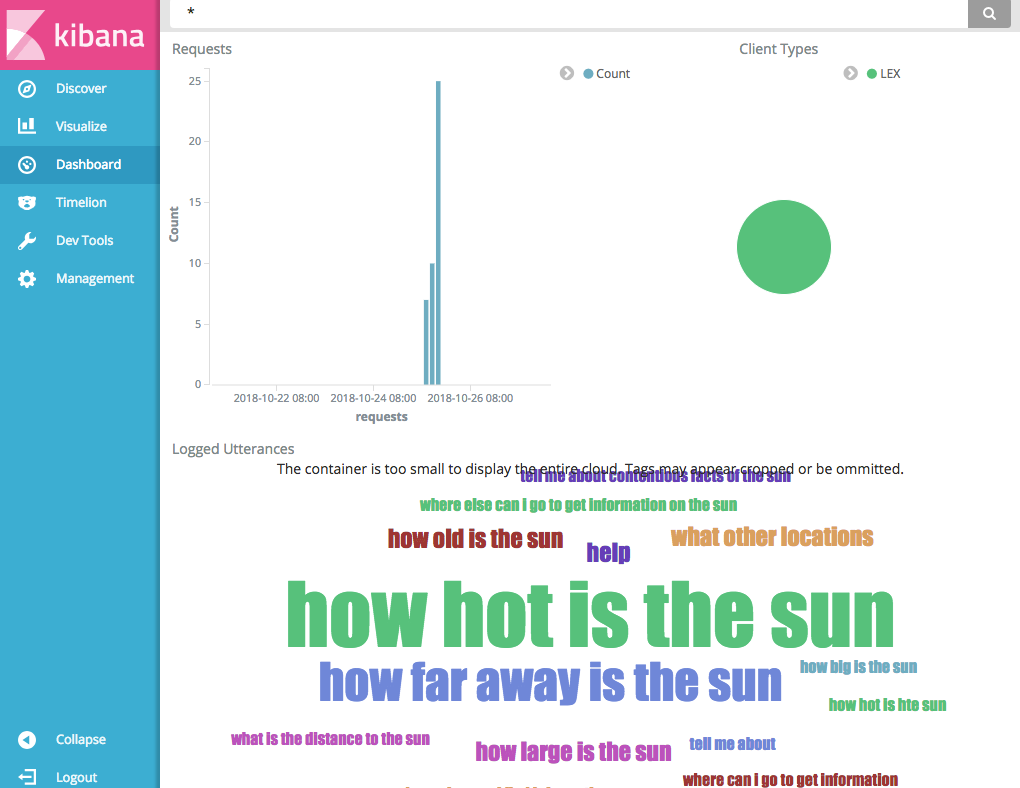 kibana
*
Discover
Visualize
Dashboard
Timelion
Dev Tools
Management
Collapse
Logout
Requests
Count
25
20
15
10
5
0
Count
2018-10-22 08:00 2018-10-24 08:00 2018-10-26 08:00
requests
Client Types
LEX
Logged Utterances
The container is too small to display the entire cloud. Tags may appear cropped or be ommitted.
tell me about contentious facts of the sun
where else can i go to get information on the sun
how old is the sun
help
what other locations
how hot is the sun
how far away is the sun
how big is the sun
how hot is hte sun
what is the distance to the sun
how large is the sun
tell me about
where can i go to get information